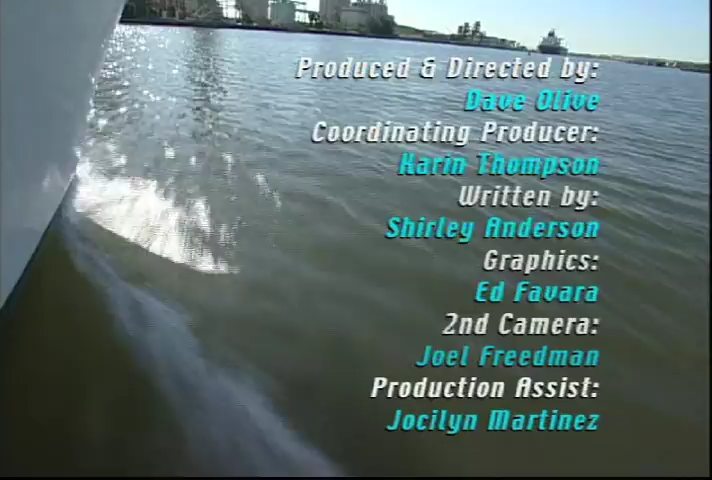 Produced & Directed by:
Dave Olive
Coordinating Producer:
Karin Thompson
Written by:
Shirley Anderson
Graphics:
Ed Favara
2nd Camera:
Joel Freedman
Production Assist:
Jocilyn Martinez